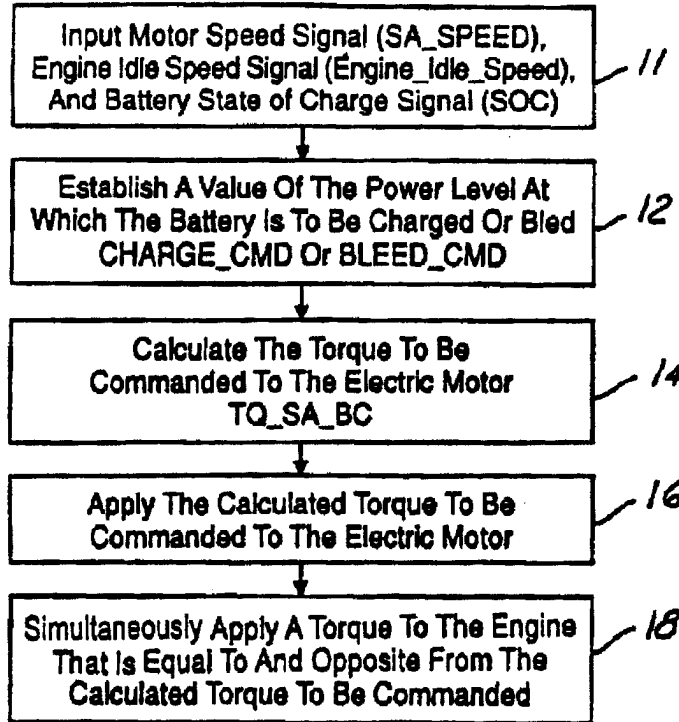 Input Motor Speed Signal (SA_SPEED),
Engine Idle Speed Signal (Engine_Idle_Speed),
And Battery State of Charge Signal (SOC)
11
Establish A Value Of The Power Level At
Which The Battery Is To Be Charged Or Bled
CHARGE_CMD Or BLEED_CMD
12
Calculate The Torque To Be
Commanded To The Electric Motor
TQ_SA_BC
14
Apply The Calculated Torque To Be
Commanded To The Electric Motor
16
Simultaneously Apply A Torque To The Engine
That Is Equal To And Opposite From The
Calculated Torque To Be Commanded
18